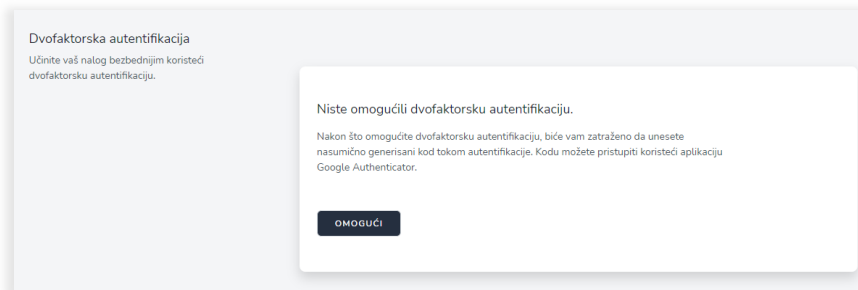 Dvofaktorska autentifikacija
Učinite vaš nalog bezbednijim koristeći
dvofaktorsku autentifikaciju.
Niste omogućili dvofaktorsku autentifikaciju.
Nakon što omogućite dvofaktorsku autentifikaciju, biće vam zatraženo da unesete
nasumično generisani kod tokom autentifikacije. Kodu možete pristupiti koristeći aplikaciju
Google Authenticator.
OMOGUĆI